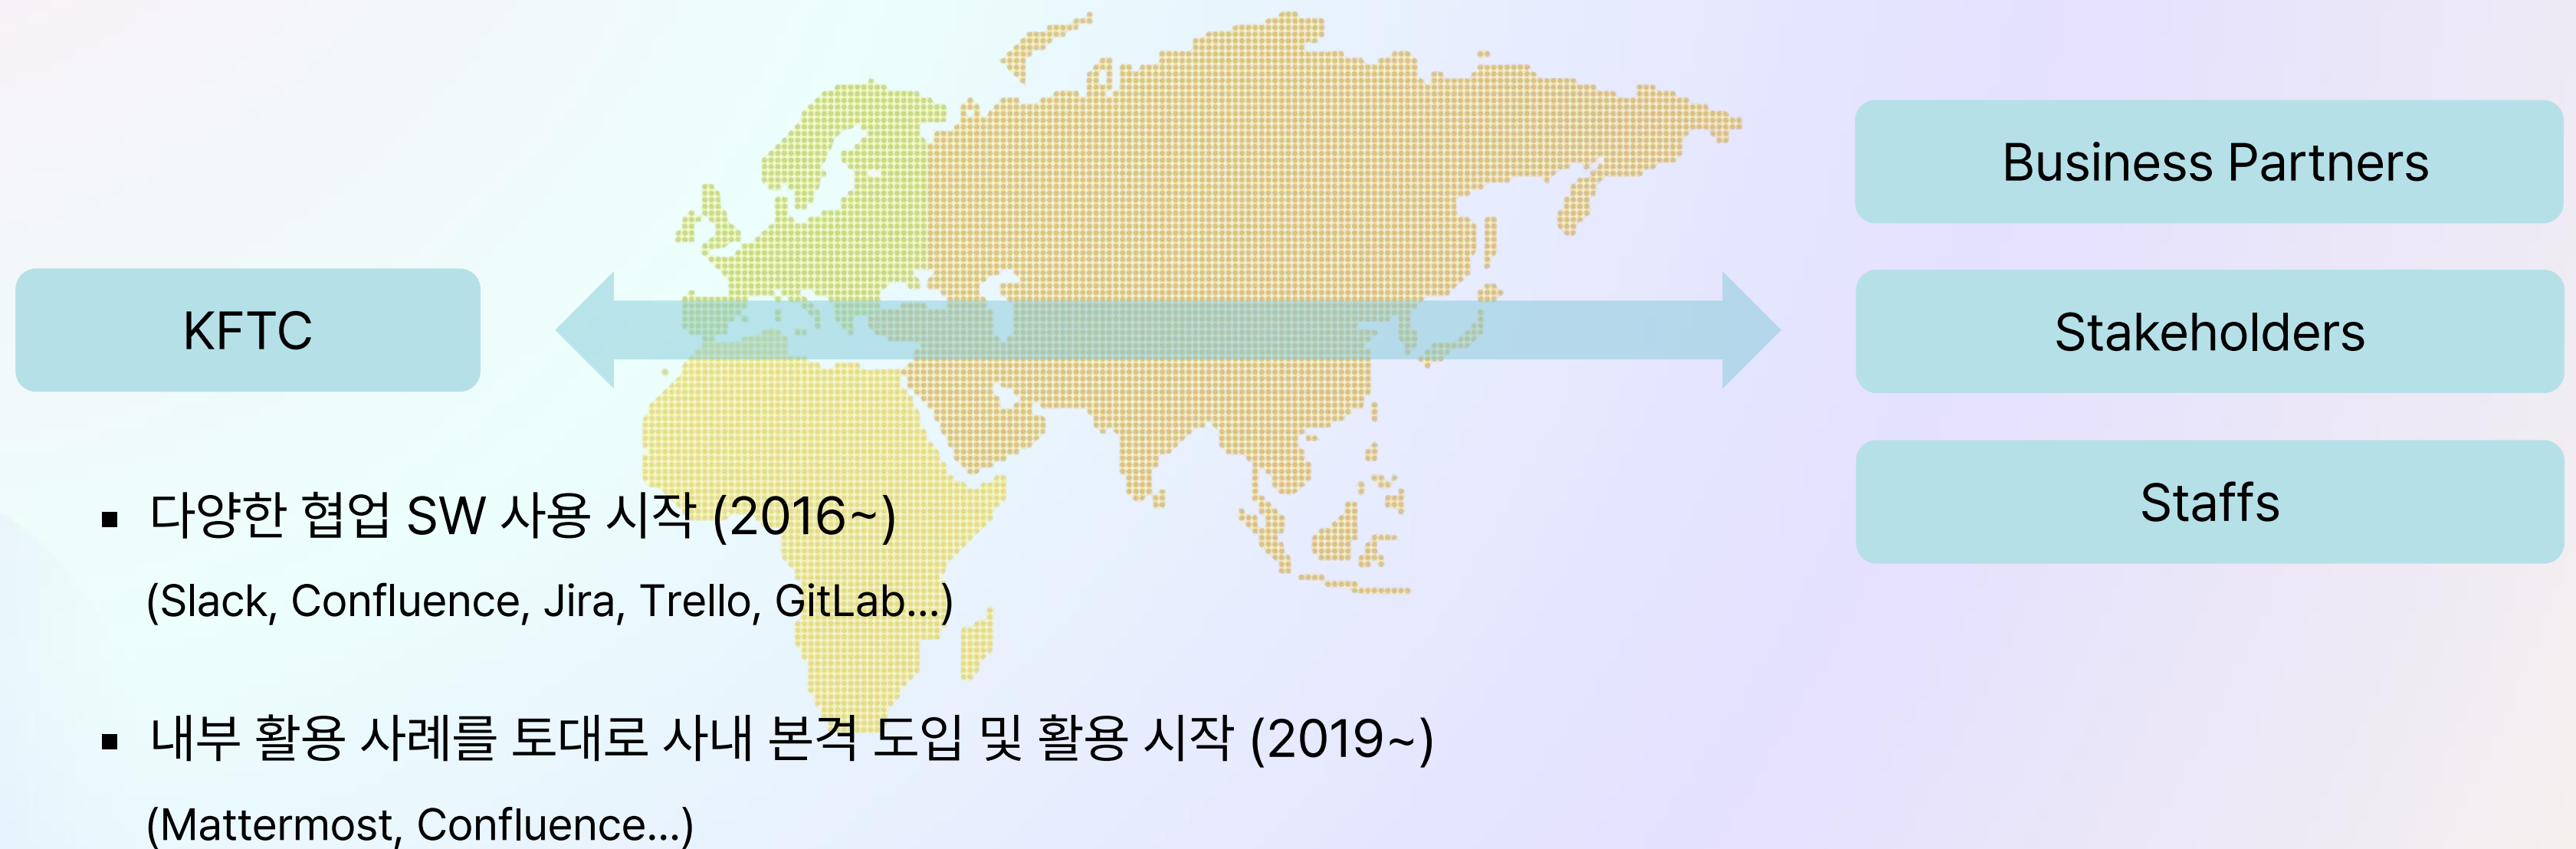 Business Partners
KFTC
Stakeholders
Staffs
▪ 다양한 협업 SW 사용 시작 (2016~)
(Slack, Confluence, Jira, Trello, GitLab...)
▪ 내부 활용 사례를 토대로 사내 본격 도입 및 활용 시작 (2019~)
(Mattermost, Confluence...)